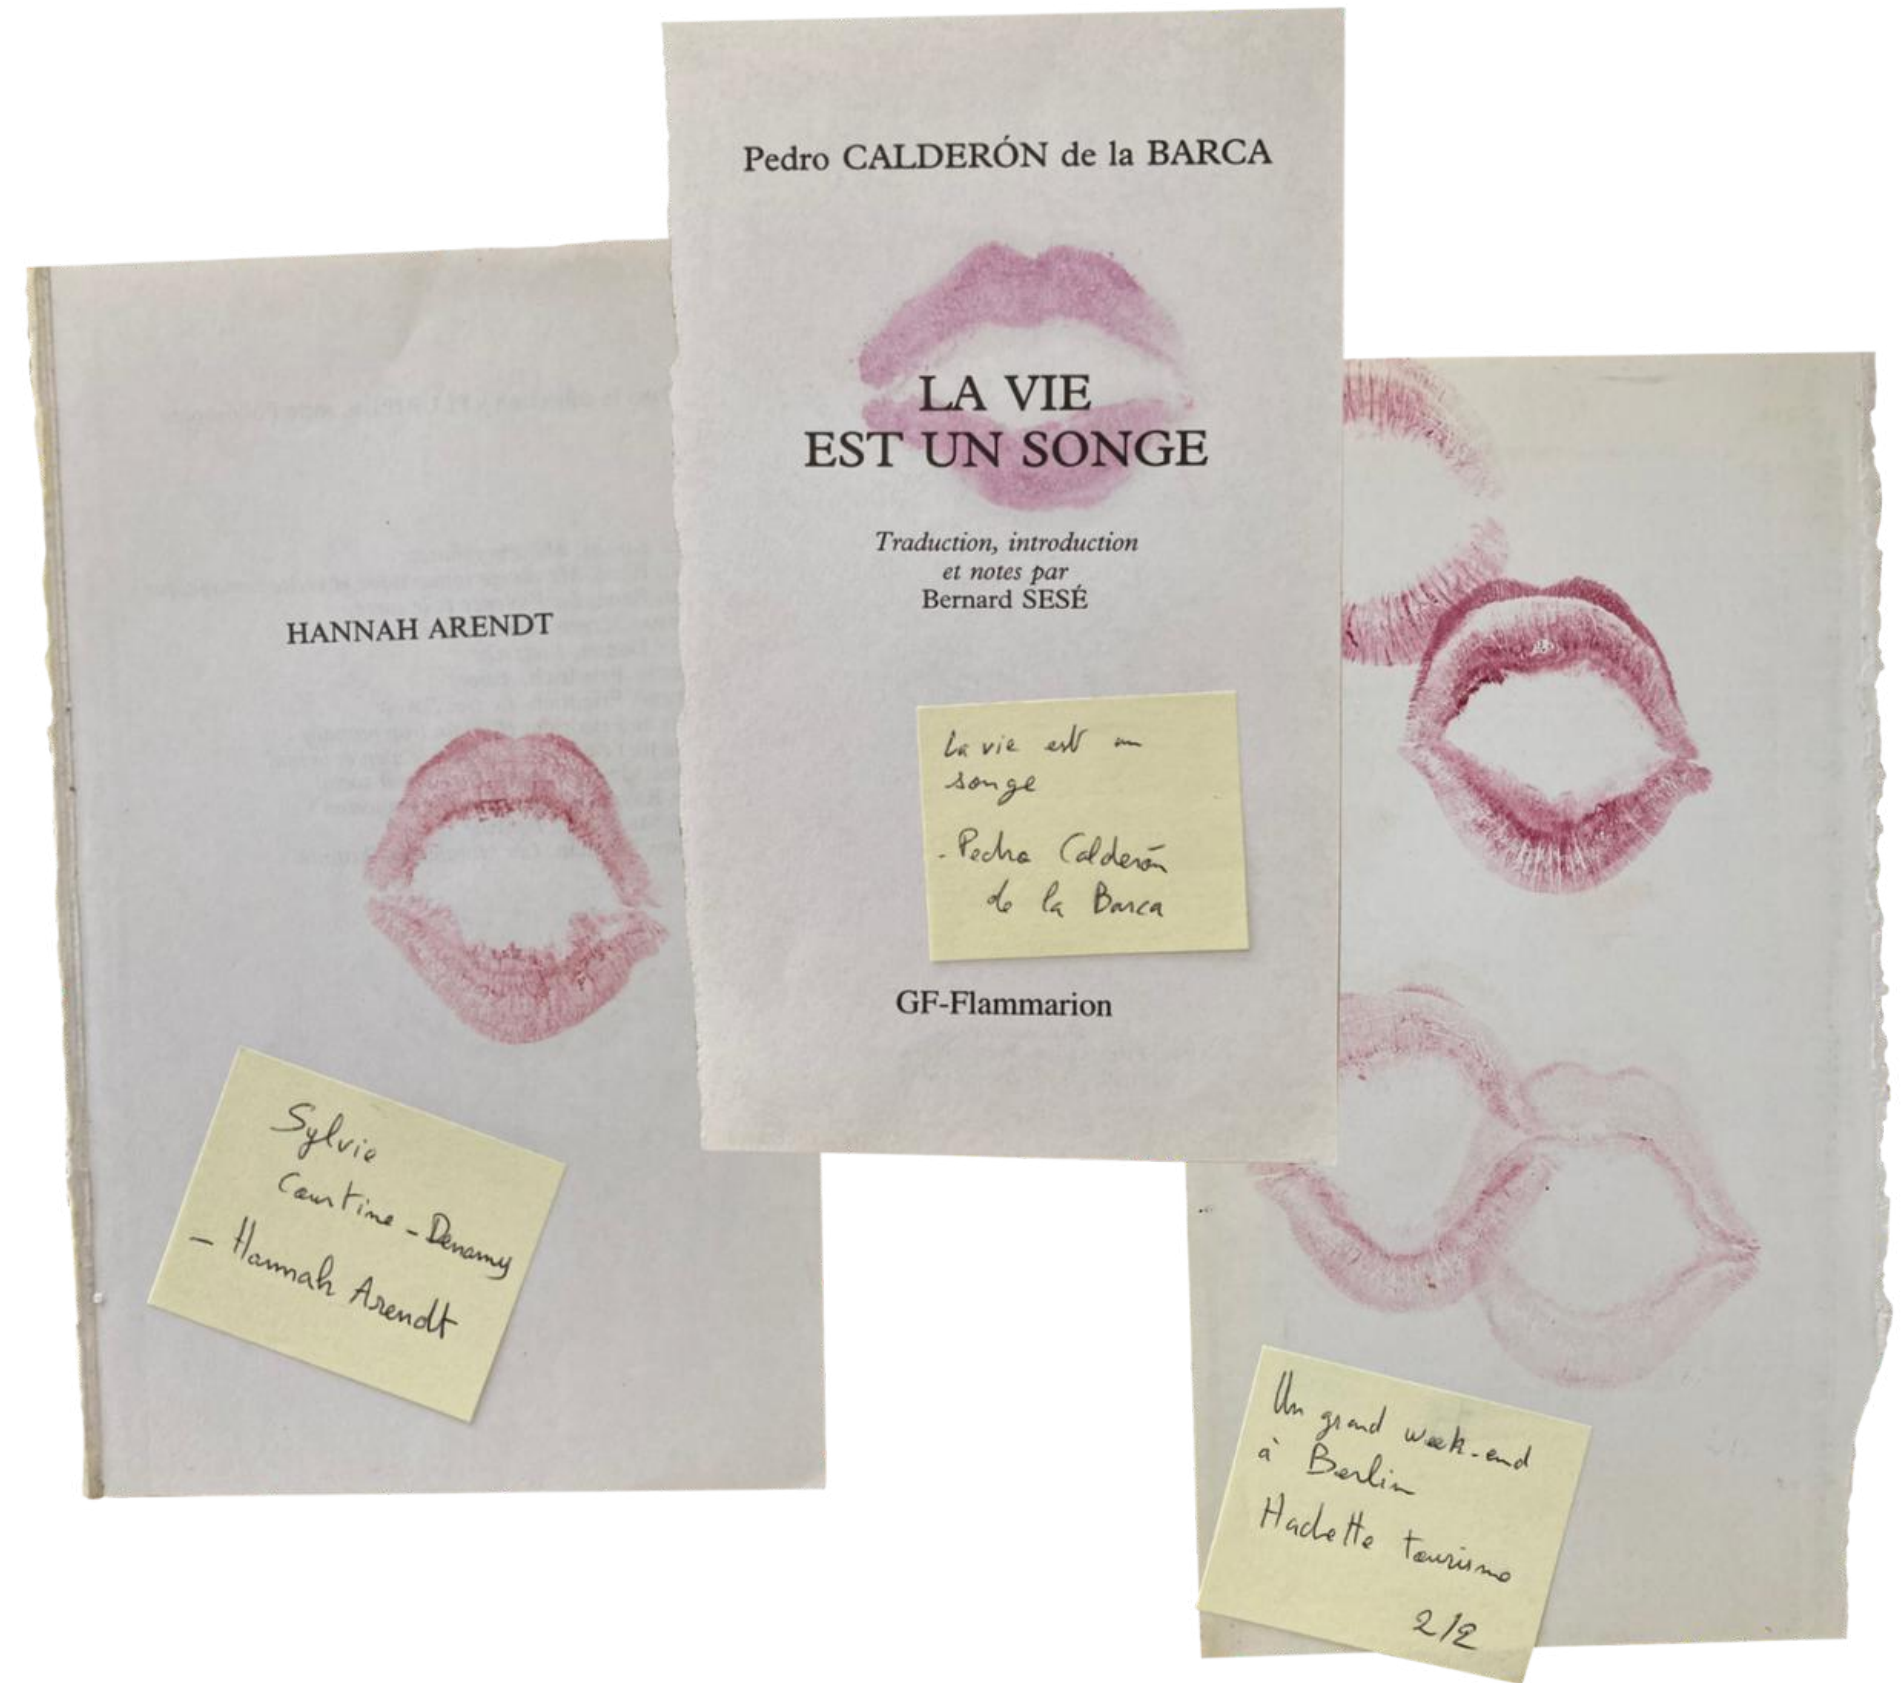 HANNAH ARENDT
Sylvie
Courtine-Denamy
- Hannah Arendt
Pedro CALDERÓN de la BARCA
LA VIE
EST UN SONGE
Traduction, introduction
et notes par
Bernard SESÉ
La vie est un
songe
- Pedro Calderón
de la Barca
GF-Flammarion
Un grand week-end
à Berlin
Hachette tourisme
2/2